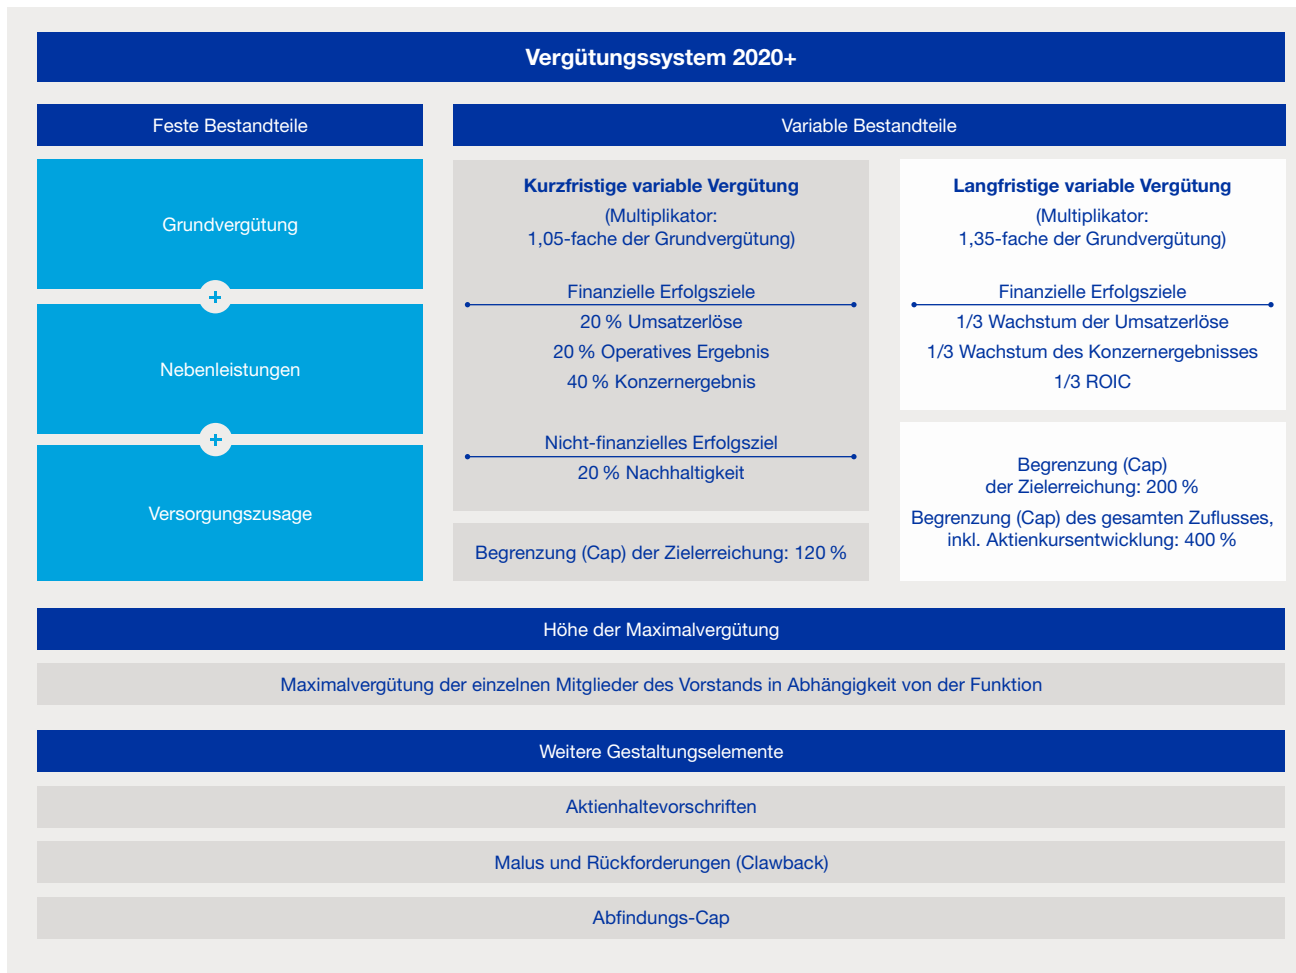 Vergütungssystem 2020+
Feste Bestandteile
Grundvergütung
+
Nebenleistungen
+
Versorgungszusage
Variable Bestandteile
Kurzfristige variable Vergütung
(Multiplikator:
1,05-fache der Grundvergütung)
Finanzielle Erfolgsziele
20 % Umsatzerlöse
20 % Operatives Ergebnis
40 % Konzernergebnis
Nicht-finanzielles Erfolgsziel
20 % Nachhaltigkeit
Begrenzung (Cap) der Zielerreichung: 120 %
Langfristige variable Vergütung
(Multiplikator:
1,35-fache der Grundvergütung)
Finanzielle Erfolgsziele
1/3 Wachstum der Umsatzerlöse
1/3 Wachstum des Konzernergebnisses
1/3 ROIC
Begrenzung (Cap)
der Zielerreichung: 200 %
Begrenzung (Cap) des gesamten Zuflusses,
inkl. Aktienkursentwicklung: 400 %
Höhe der Maximalvergütung
Maximalvergütung der einzelnen Mitglieder des Vorstands in Abhängigkeit von der Funktion
Weitere Gestaltungselemente
Aktienhaltevorschriften
Malus und Rückforderungen (Clawback)
Abfindungs-Cap